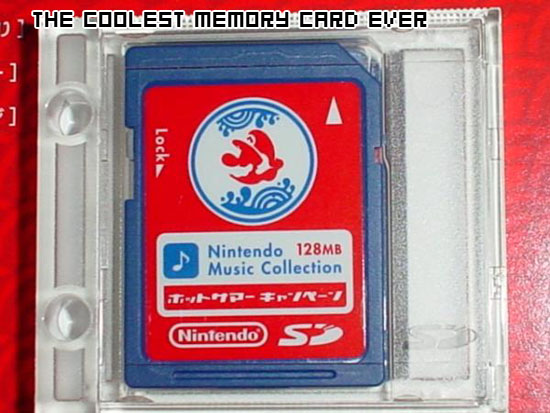 THE COOLEST MEMORY CARD EVER
Lock
Nintendo 128MB
Music Collection
ホットサマーキャンペーン
Nintendo SD
SD